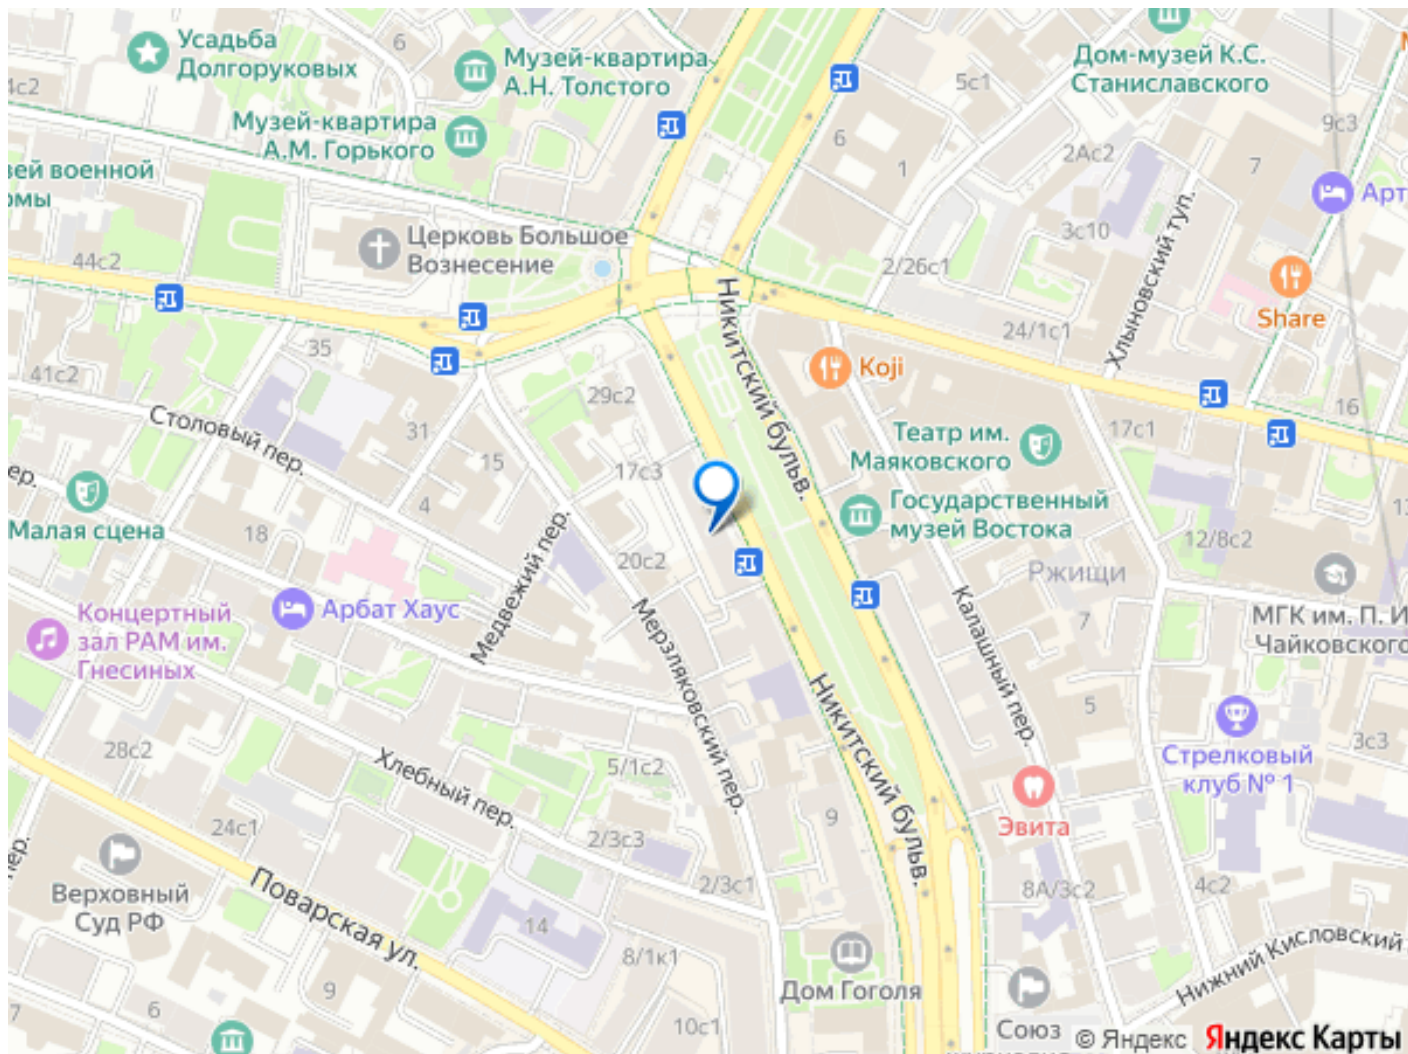 Усадьба
Долгоруковых
6
Музей-квартира
А.Н. Толстого
Дом-музей К.С.
Станиславского
5с1
4с2
Музей-квартира
А.М. Горького
6
1
2Ас2
9с3
7
зей военной
Арт
Церковь Большое
Вознесение
44с2
3с10
2/26с1
Хлыновский туп.
Никитский бульв.
Share
24/1с1
35
Koji
41с2
29с2
16
Столовый пер.
31
Театр им.
Маяковского
17с1
15
17с3
4
Государственный
музей Востока
Малая сцена
18
Медвежий пер.
20с2
12/8с2
Ржищи
Арбат Хаус
Концертный
зал РАМ им.
Гнесиных
Мерзляковский пер.
Калашный пер.
7
МГК им. П. И
Чайковского
Никитский бульв.
5
28с2
Хлебный пер.
5/1с2
3с3
Стрелковый
клуб № 1
24с1
9
Эвита
2/3с3
пер.
Верховный
Суд РФ
Поварская ул.
2/3с1
8А/3с2
4с2
14
8/1к1
Нижний Кисловский
9
Дом Гоголя
7
6
10с1
Союз
© Яндекс
Яндекс Карты